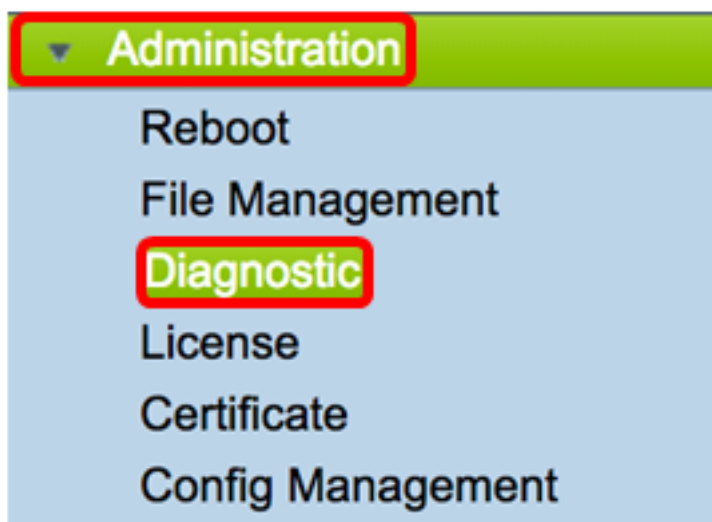 Administration
Reboot
File Management
Diagnostic
License
Certificate
Config Management